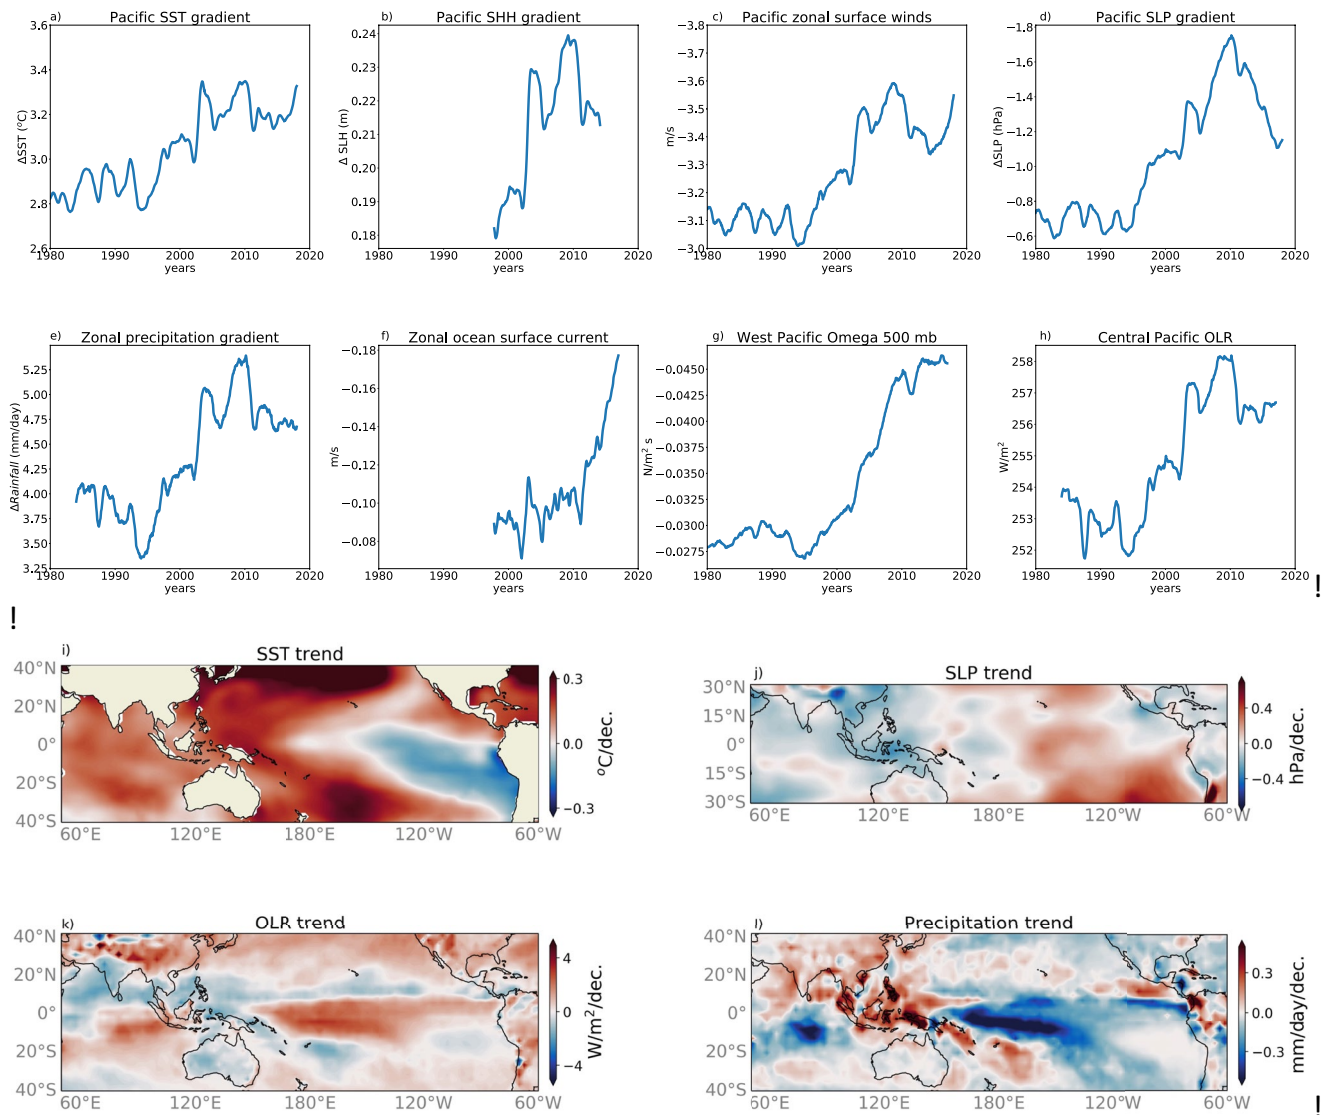 a) Pacific SST gradient
3.6
3.4
3.2
3.0
2.8
2.6
ΔSST (°C)
1980 1990 2000 2010 2020
years
b) Pacific SHH gradient
0.24
0.23
0.22
0.21
0.20
0.19
0.18
Δ SLH (m)
1980 1990 2000 2010 2020
years
c) Pacific zonal surface winds
−3.8
−3.7
−3.6
−3.5
−3.4
−3.3
−3.2
−3.1
−3.0
m/s
1980 1990 2000 2010 2020
years
d) Pacific SLP gradient
−1.8
−1.6
−1.4
−1.2
−1.0
−0.8
−0.6
ΔSLP (hPa)
1980 1990 2000 2010 2020
years
e) Zonal precipitation gradient
5.25
5.00
4.75
4.50
4.25
4.00
3.75
3.50
3.25
ΔRainfall (mm/day)
1980 1990 2000 2010 2020
years
f) Zonal ocean surface current
−0.18
−0.16
−0.14
−0.12
−0.10
−0.08
m/s
1980 1990 2000 2010 2020
years
g) West Pacific Omega 500 mb
−0.0450
−0.0425
−0.0400
−0.0375
−0.0350
−0.0325
−0.0300
−0.0275
N/m² s
1980 1990 2000 2010 2020
years
h) Central Pacific OLR
258
257
256
255
254
253
252
W/m²
1980 1990 2000 2010 2020
years
!
!
i) SST trend
40°N
20°N
0°
20°S
40°S
60°E 120°E 180°E 120°W 60°W
0.3
0.0
−0.3
°C/dec.
j) SLP trend
30°N
15°N
0°
15°S
30°S
60°E 120°E 180°E 120°W 60°W
0.4
0.0
−0.4
hPa/dec.
k) OLR trend
40°N
20°N
0°
20°S
40°S
60°E 120°E 180°E 120°W 60°W
4
0
−4
W/m²/dec.
l) Precipitation trend
40°N
20°N
0°
20°S
40°S
60°E 120°E 180°E 120°W 60°W
0.3
0.0
−0.3
mm/day/dec.
!